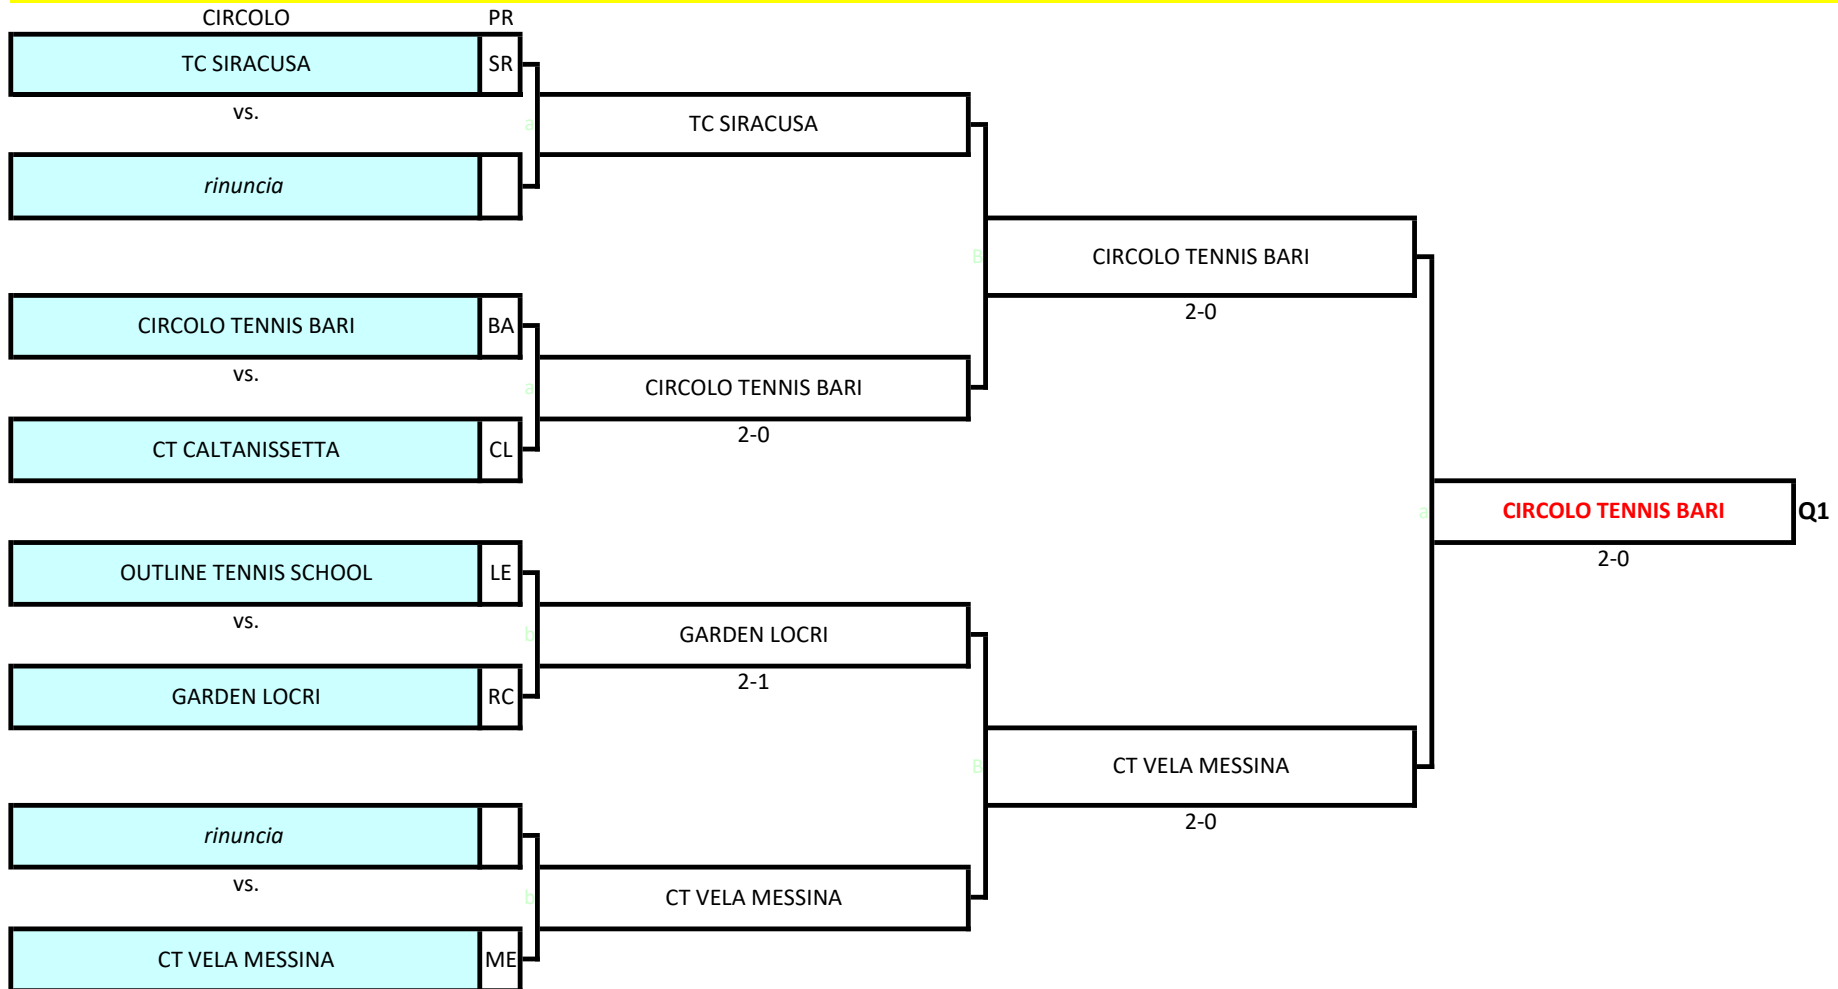 CIRCOLO PR
TC SIRACUSA SR
vs.
a TC SIRACUSA
rinuncia
B CIRCOLO TENNIS BARI
2-0
CIRCOLO TENNIS BARI BA
vs.
a CIRCOLO TENNIS BARI
2-0
CT CALTANISSETTA CL
a CIRCOLO TENNIS BARI Q1
2-0
OUTLINE TENNIS SCHOOL LE
vs.
b GARDEN LOCRI
2-1
GARDEN LOCRI RC
B CT VELA MESSINA
2-0
rinuncia
vs.
b CT VELA MESSINA
CT VELA MESSINA ME